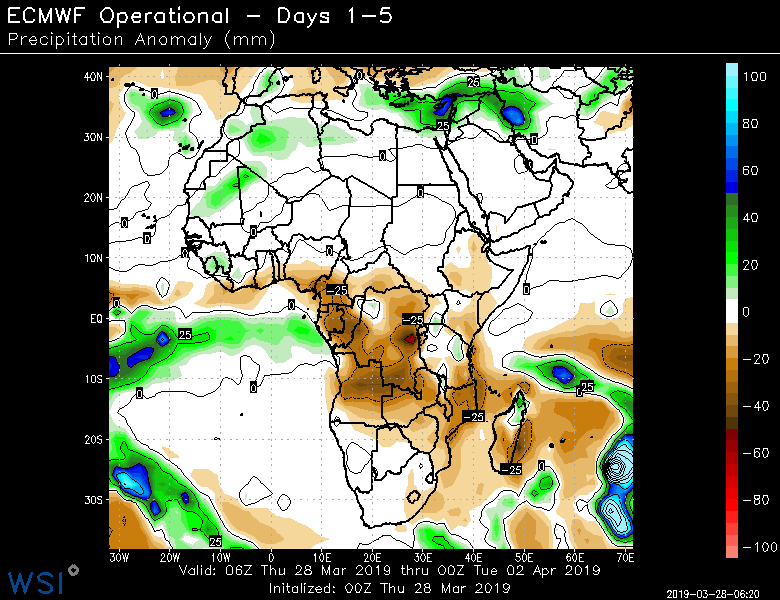 ECMWF Operational – Days 1–5
Precipitation Anomaly (mm)
40N
30N
20N
10N
EQ
10S
20S
30S
30W 20W 10W 0 10E 20E 30E 40E 50E 60E 70E
100
80
60
40
20
0
−20
−40
−60
−80
−100
0 0 25
25
0
0
0
0
0
0 0
0
−25
0
0 0
25 −25
0 0 0 25
−25
−25 0
25
Valid: 06Z Thu 28 Mar 2019 thru 00Z Tue 02 Apr 2019
Initalized: 00Z Thu 28 Mar 2019
WSI
2019-03-28-06:20